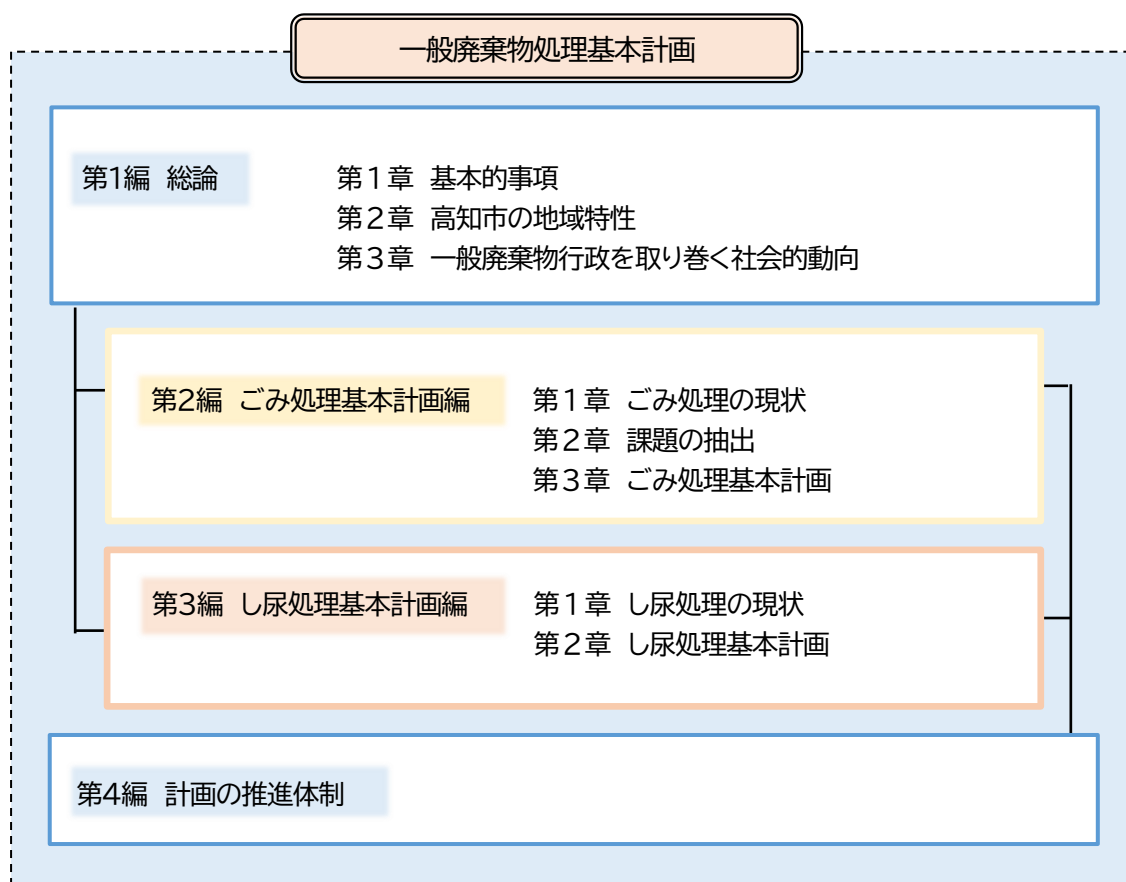 一般廃棄物処理基本計画
第1編 総論
第１章 基本的事項
第２章 高知市の地域特性
第３章 一般廃棄物行政を取り巻く社会的動向
第2編 ごみ処理基本計画編
第１章 ごみ処理の現状
第２章 課題の抽出
第３章 ごみ処理基本計画
第3編 し尿処理基本計画編
第１章 し尿処理の現状
第２章 し尿処理基本計画
第4編 計画の推進体制